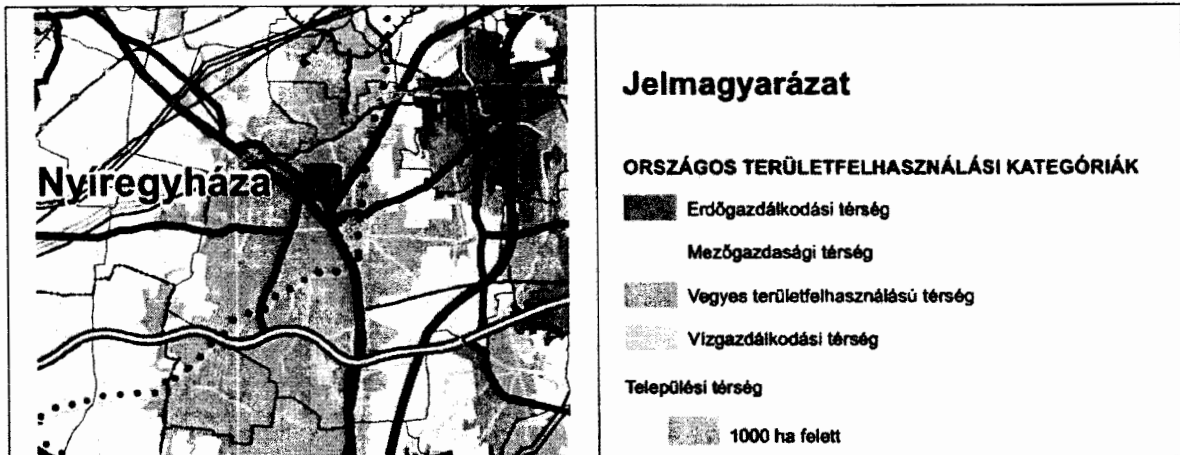 Nyíregyháza
Jelmagyarázat
ORSZÁGOS TERÜLETFELHASZNÁLÁSI KATEGÓRIÁK
Erdőgazdálkodási térség
Mezőgazdasági térség
Vegyes területfelhasználású térség
Vízgazdálkodási térség
Települési térség
1000 ha felett